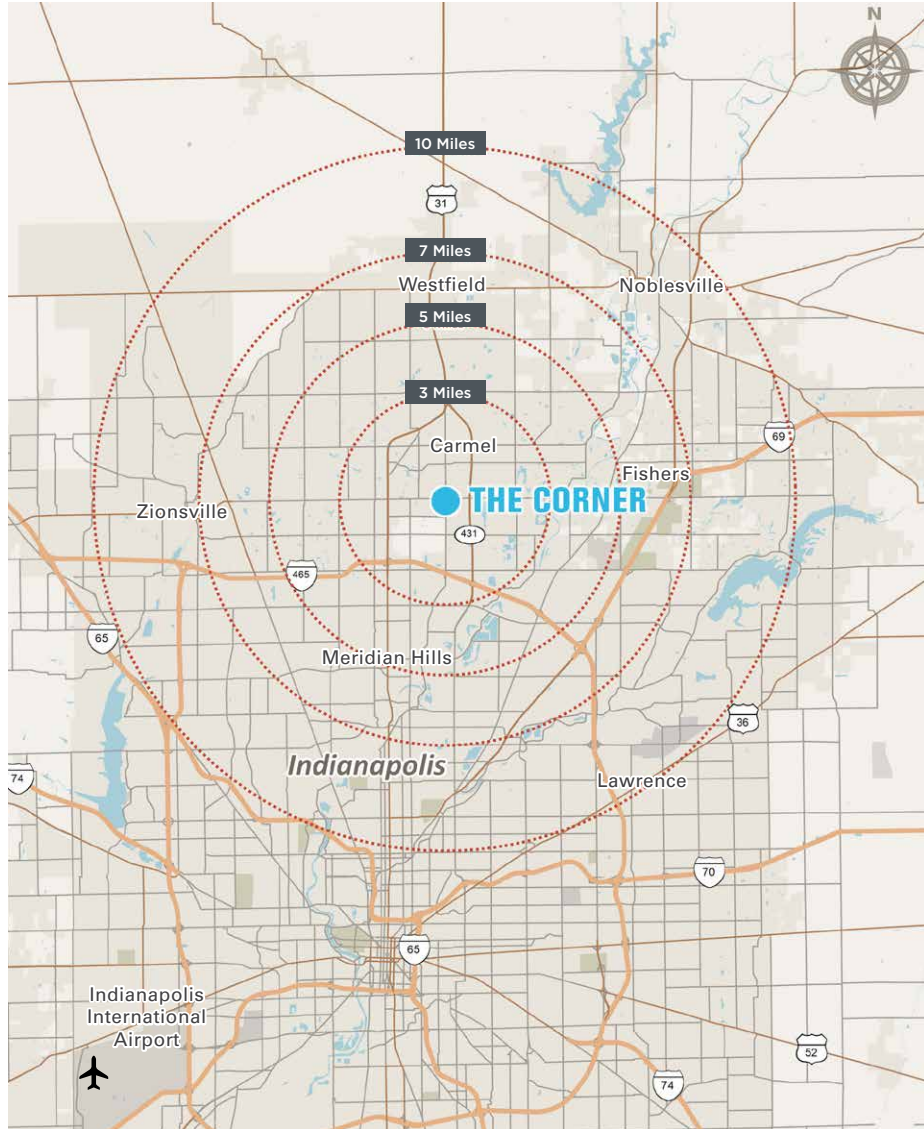 N
10 Miles
31
7 Miles
Westfield
Noblesville
5 Miles
3 Miles
69
Carmel
Fishers
THE CORNER
Zionsville
431
465
65
Meridian Hills
36
Indianapolis
74
Lawrence
70
65
Indianapolis
International
Airport
52
74